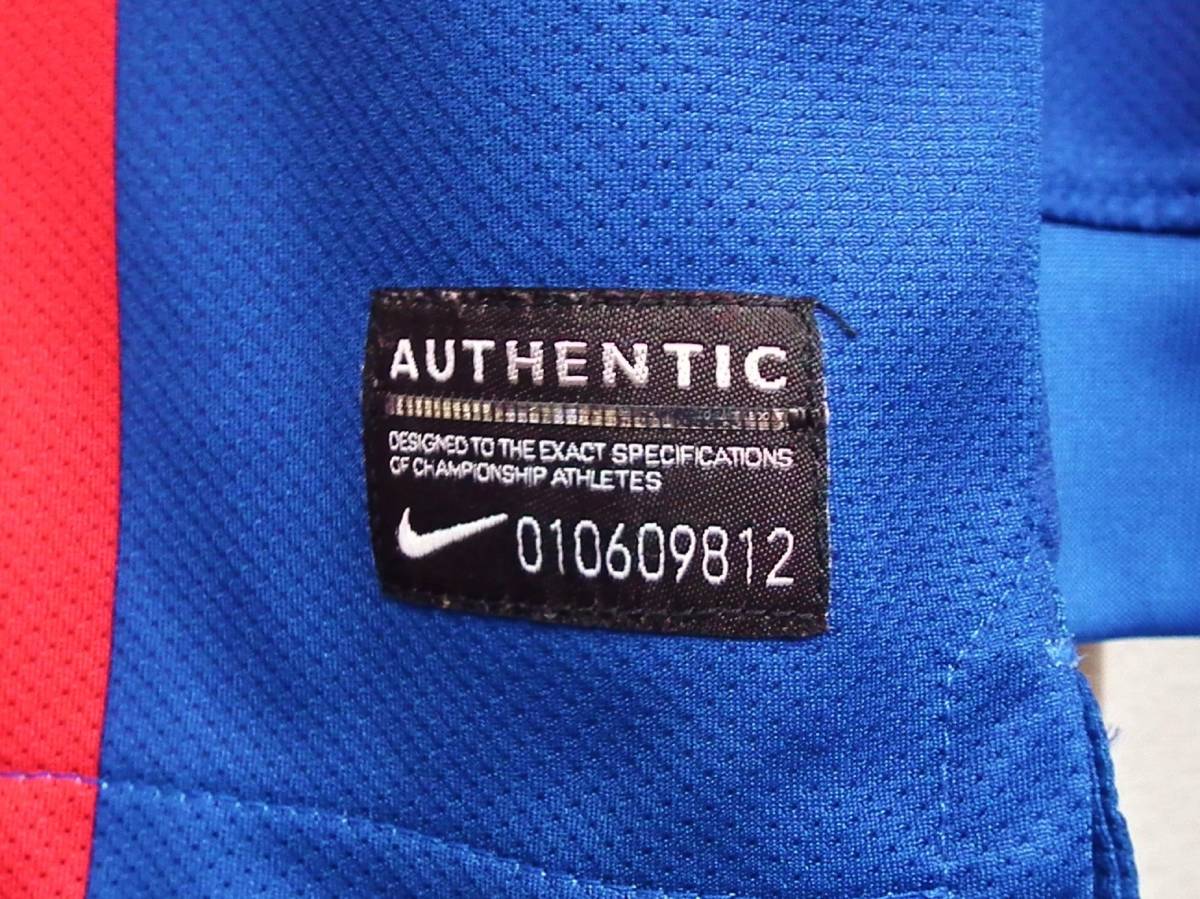 AUTHENTIC
DESIGNED TO THE EXACT SPECIFICATIONS
OF CHAMPIONSHIP ATHLETES
010609812